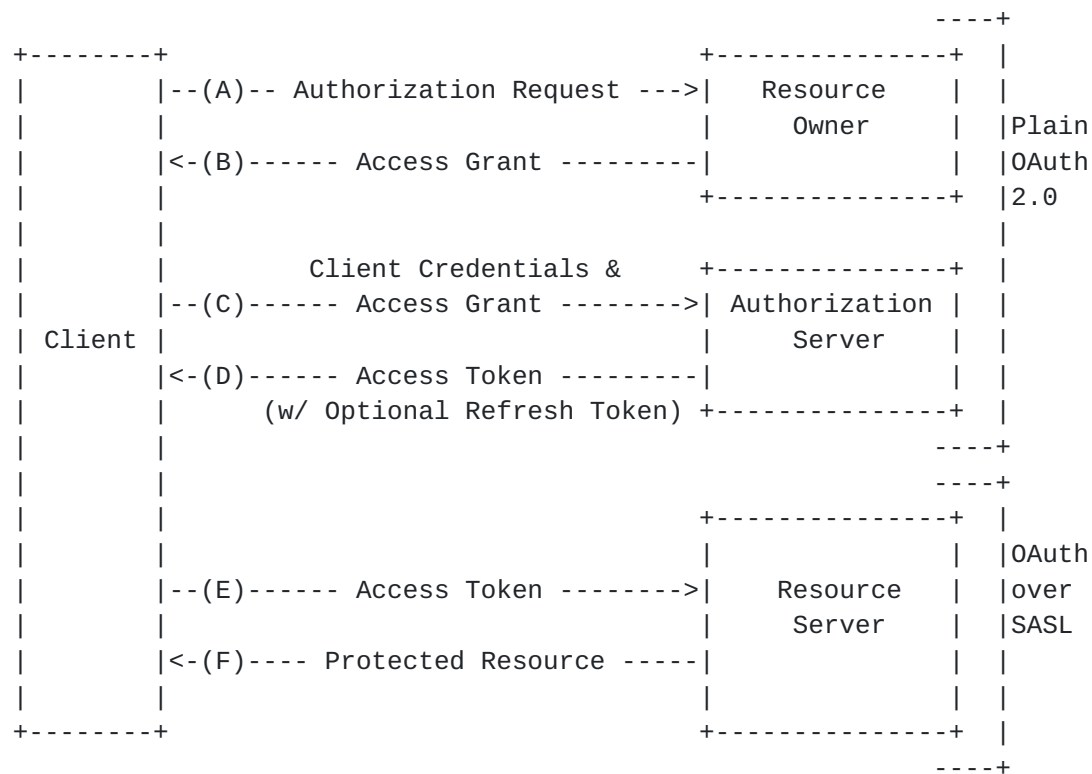 ----+
+--------+ +---------------+ |
| |--(A)-- Authorization Request --->| Resource | |
| | | Owner | |Plain
| |<-(B)------ Access Grant ---------| | |OAuth
| | +---------------+ |2.0
| | |
| | Client Credentials & +---------------+ |
| |--(C)------ Access Grant -------->| Authorization | |
| Client | | Server | |
| |<-(D)------ Access Token ---------| | |
| | (w/ Optional Refresh Token) +---------------+ |
| | ----+
| | ----+
| | +---------------+ |
| | | | |OAuth
| |--(E)------ Access Token -------->| Resource | |over
| | | Server | |SASL
| |<-(F)---- Protected Resource -----| | |
| | | | |
+--------+ +---------------+ |
----+